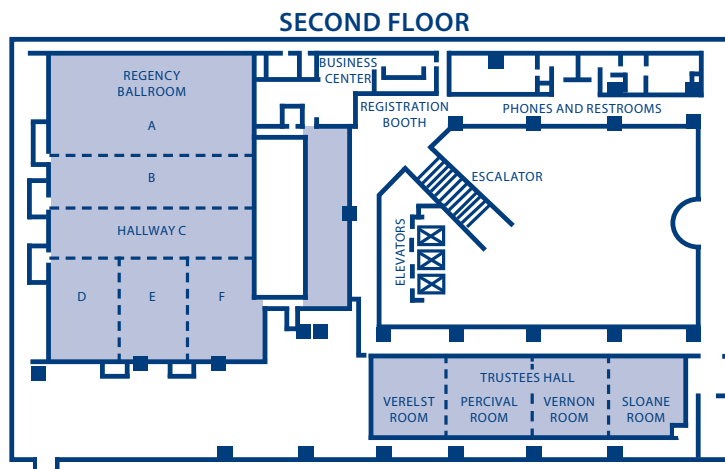 SECOND FLOOR
REGENCY
BALLROOM
A
B
HALLWAY C
D
E
F
BUSINESS
CENTER
REGISTRATION
BOOTH
PHONES AND RESTROOMS
ESCALATOR
ELEVATORS
TRUSTEES HALL
VERELST
ROOM
PERCIVAL
ROOM
VERNON
ROOM
SLOANE
ROOM